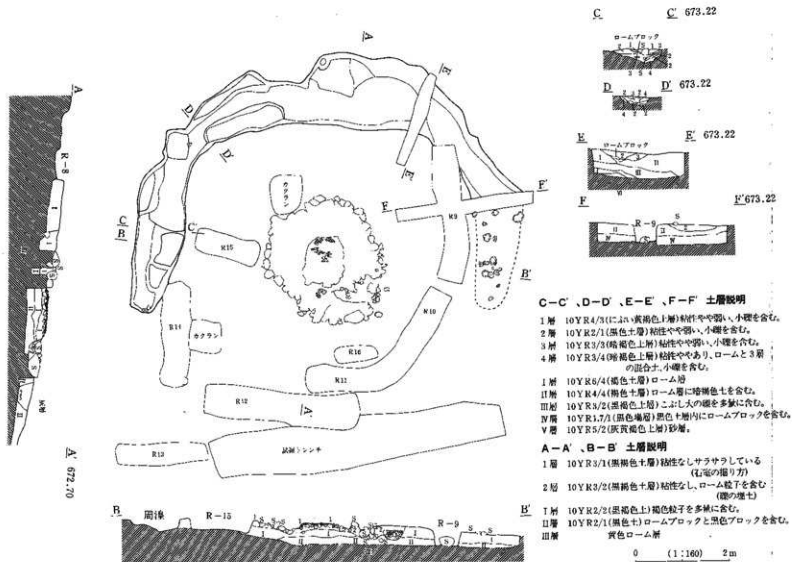 C C' 673.22
ロームブロック
2 1 S 1 3
3 S 4
D D' 673.22
4 2 2
E E' 673.22
ロームブロック
I II
VI
F F' 673.22
R-9 S
II I
IV IV
A
E
D
D'
E'
F
F'
R9
カクラン
C
B
C'
R15
B'
R14
カクラン
R10
R16
R11
R12
A'
試掘トレンチ
R13
A
R-8
A' 672.70
B 周湟 R-15 R-9 B'
C-C'、D-D'、E-E'、F-F' 土層説明
1層 10YR4/3(にぶい黄褐色土層)粘性やや弱い、小礫を含む。
2層 10YR2/1(黒色土層)粘性やや弱い、小礫を含む。
3層 10YR3/3(暗褐色土層)粘性やや弱い、小礫を含む。
4層 10YR3/4(暗褐色土層)粘性ややあり、ロームと3層
の混合土、小礫を含む。
I層 10YR6/4(褐色土層)ローム層
II層 10YR4/4(褐色土層)ローム層に暗褐色土を含む。
III層 10YR3/2(黒褐色土層)こぶし大の礫を多量に含む。
IV層 10YR1.7/1(黒色土層)黒色土層内にロームブロックを含む。
V層 10YR5/2(灰黄褐色土層)砂層。
A-A'、B-B' 土層説明
1層 10YR3/1(黒褐色土層)粘性なしサラサラしている
(石室の掘り方)
2層 10YR3/2(黒褐色土層)粘性なし、ローム粒子を含む
I層 10YR2/2(黒褐色土)褐色粒子を多量に含む。
II層 10YR2/1(黒色土)ロームブロックと黒色ブロックを含む。
III層 黄色ローム層
0 (1:160) 2m